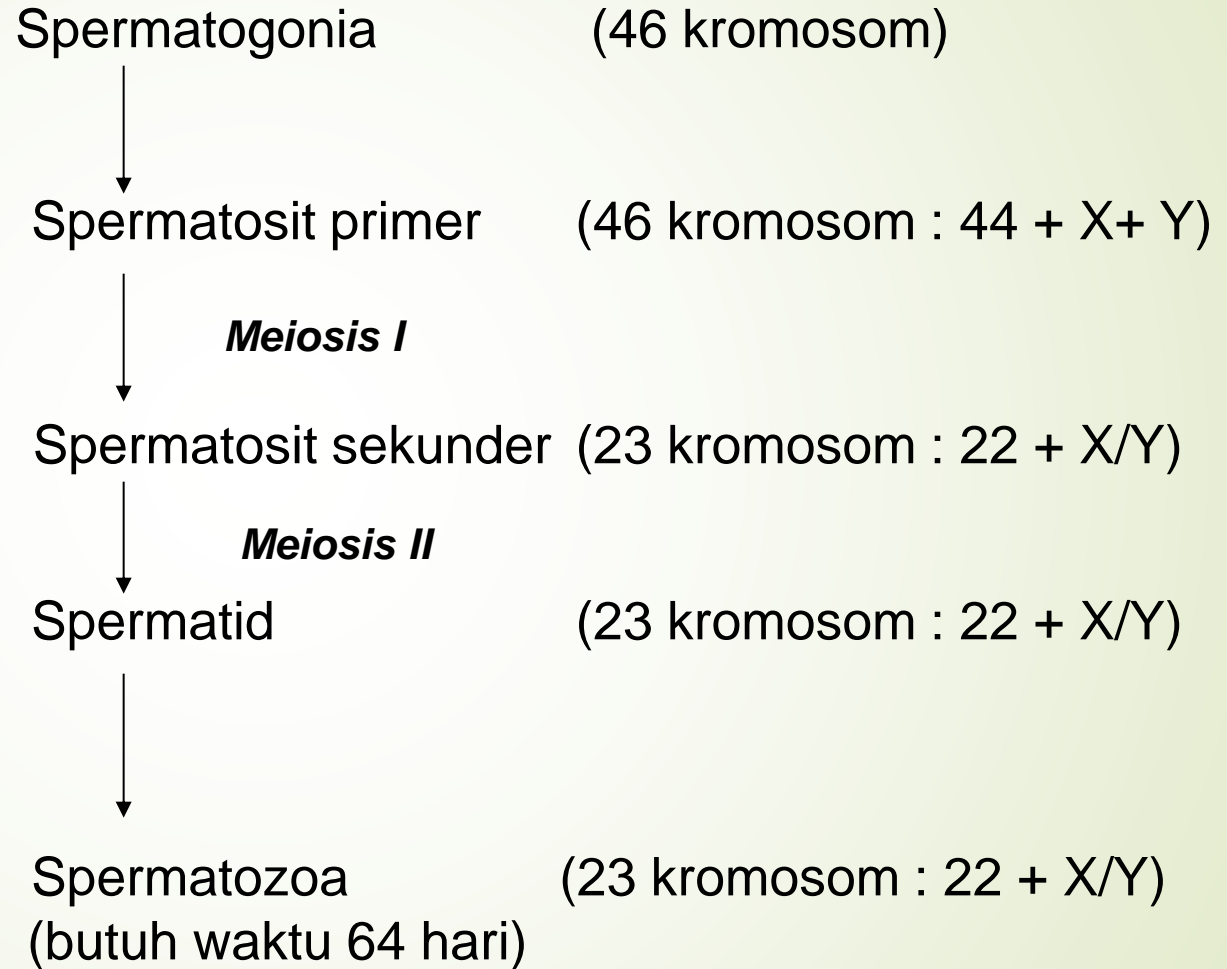 Spermatogonia (46 kromosom)
Spermatosit primer (46 kromosom : 44 + X+ Y)
Meiosis I
Spermatosit sekunder (23 kromosom : 22 + X/Y)
Meiosis II
Spermatid (23 kromosom : 22 + X/Y)
Spermatozoa (23 kromosom : 22 + X/Y)
(butuh waktu 64 hari)